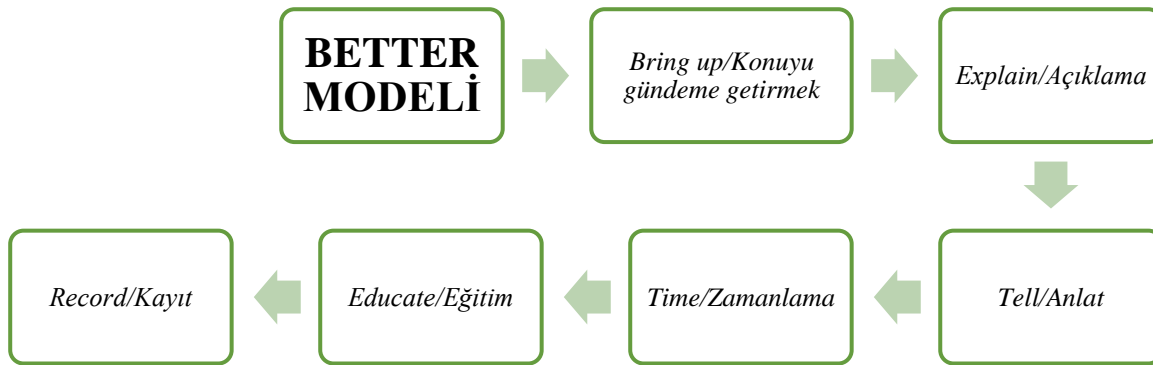 BETTER
MODELİ
Bring up/Konuyu
gündeme getirmek
Explain/Açıklama
Tell/Anlat
Time/Zamanlama
Educate/Eğitim
Record/Kayıt